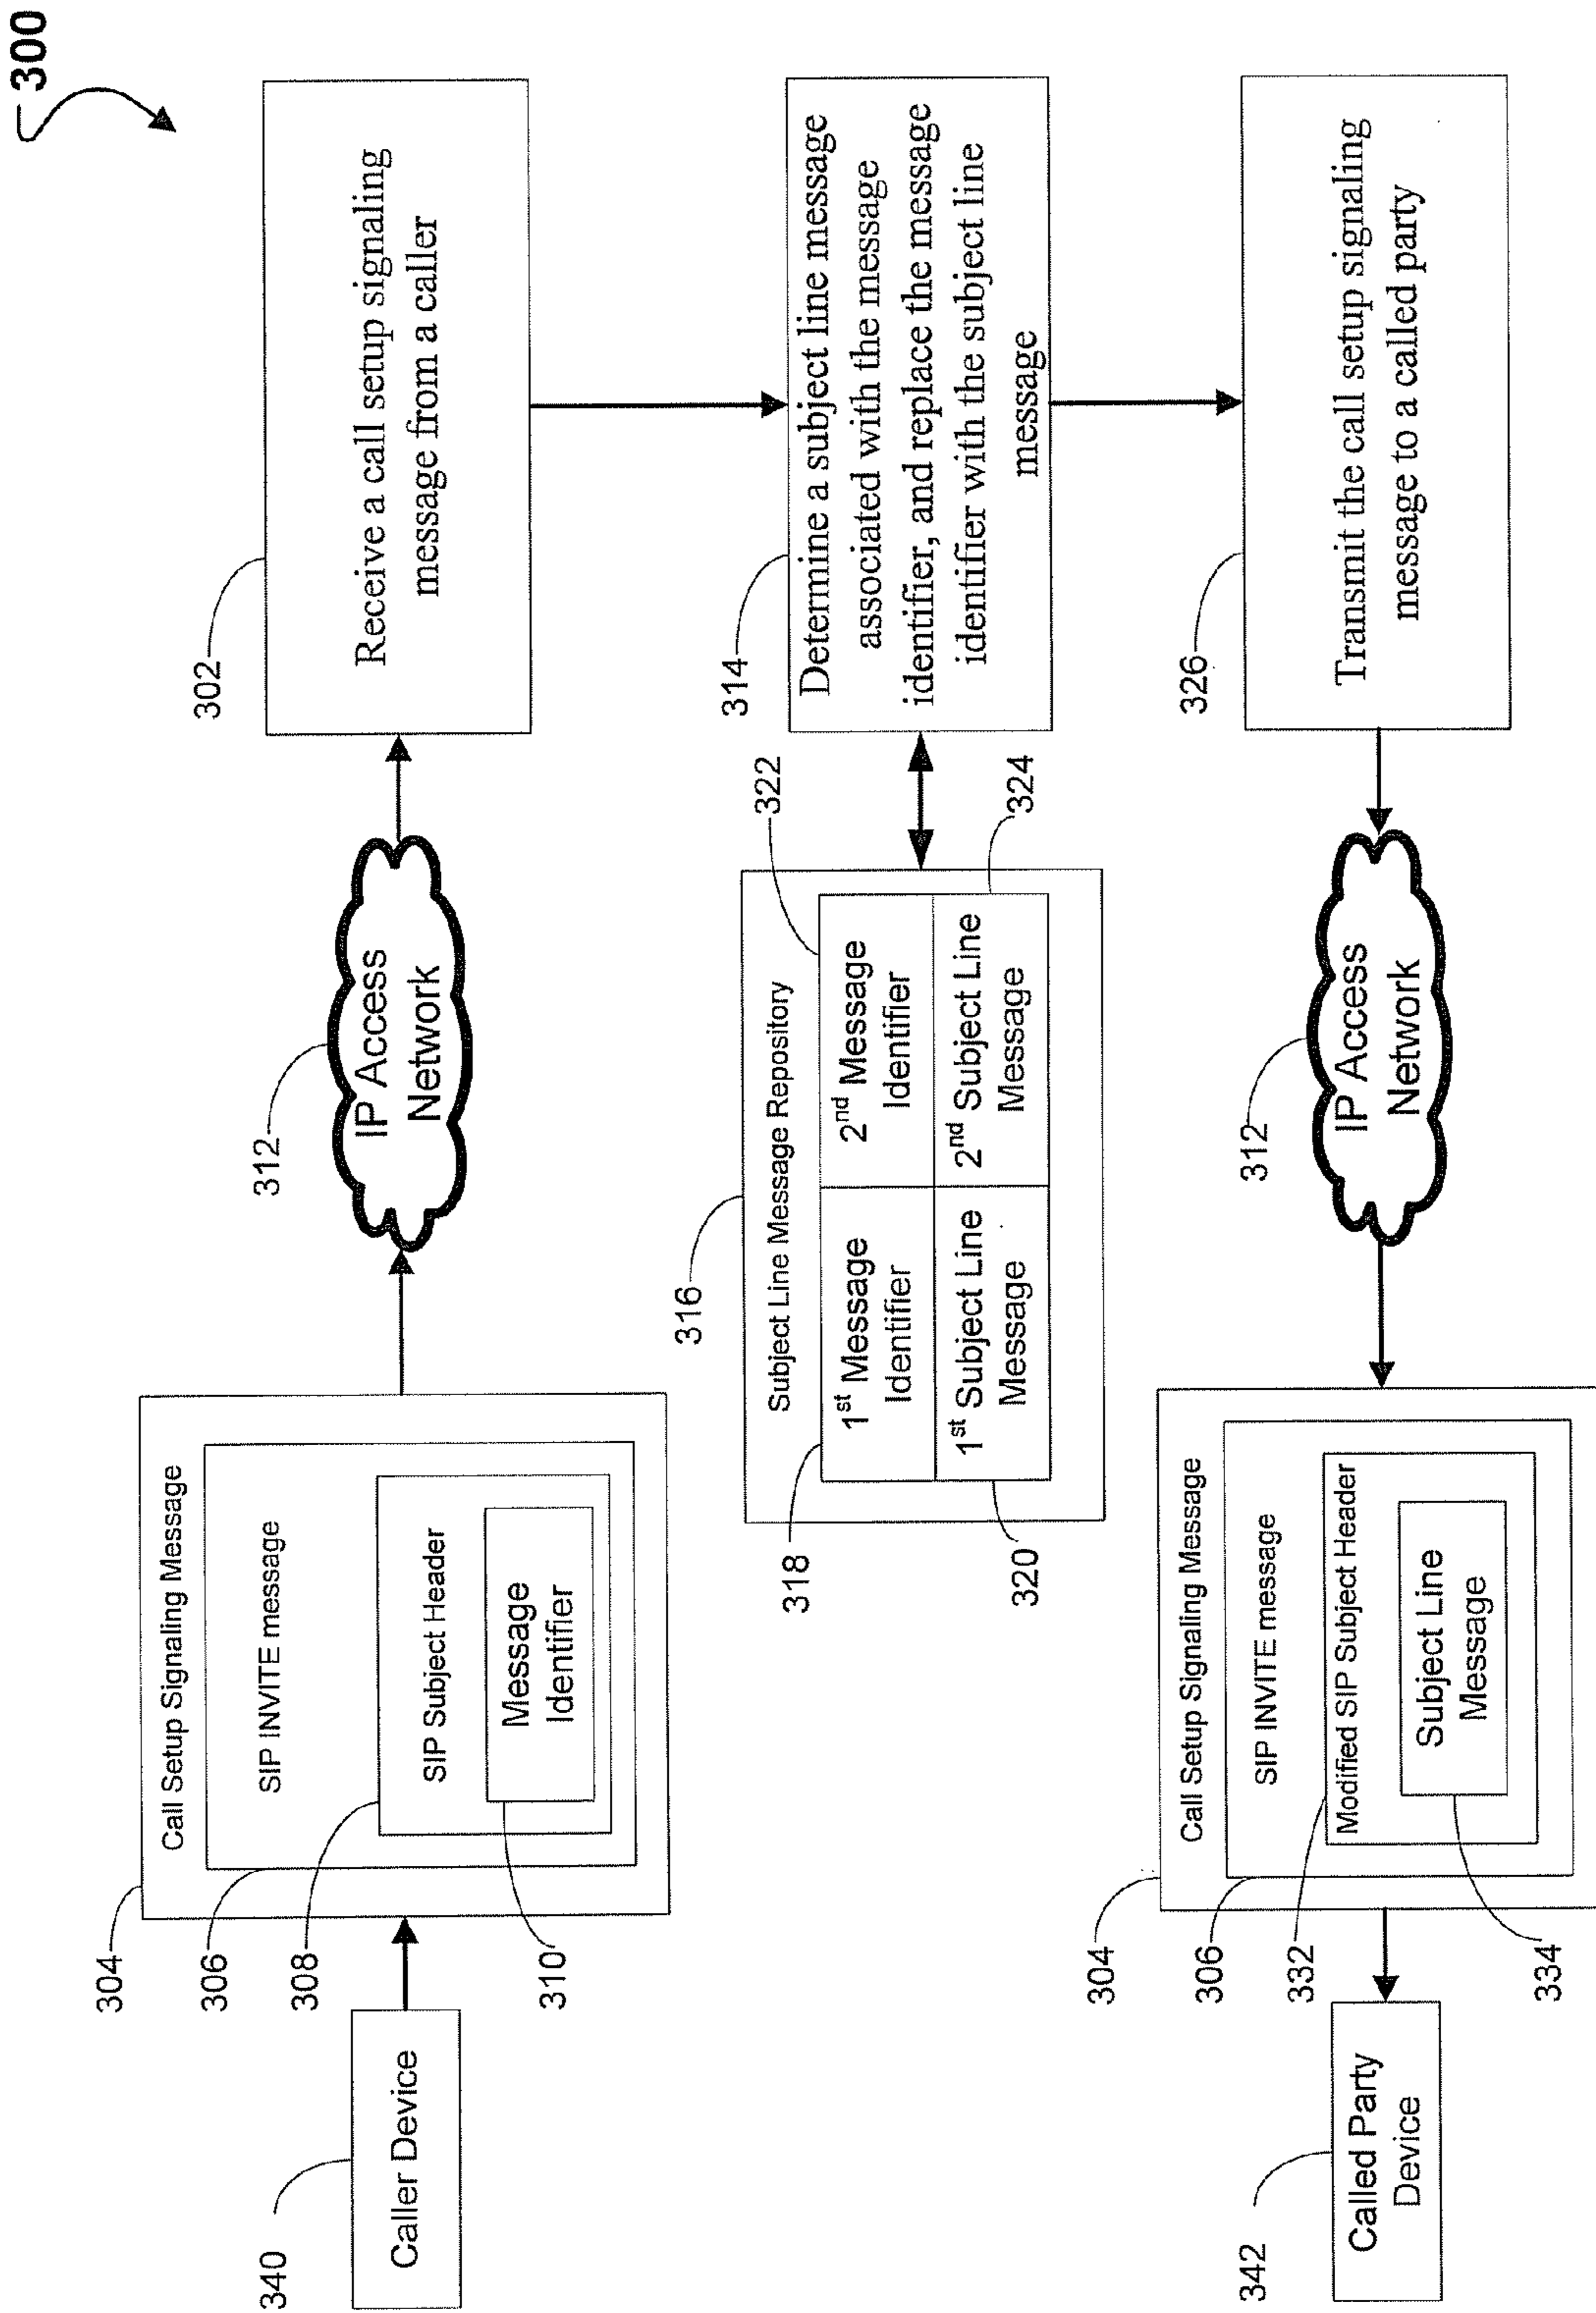 300
340
Caller Device
304
306
308
310
Call Setup Signaling Message
SIP INVITE message
SIP Subject Header
Message
Identifier
312
IP Access
Network
302
Receive a call setup signaling
message from a caller
316
Subject Line Message Repository
318
1st Message
Identifier
322
2nd Message
Identifier
320
1st Subject Line
Message
324
2nd Subject Line
Message
314
Determine a subject line message
associated with the message
identifier, and replace the message
identifier with the subject line
message
342
Called Party
Device
304
306
332
334
Call Setup Signaling Message
SIP INVITE message
Modified SIP Subject Header
Subject Line
Message
312
IP Access
Network
326
Transmit the call setup signaling
message to a called party